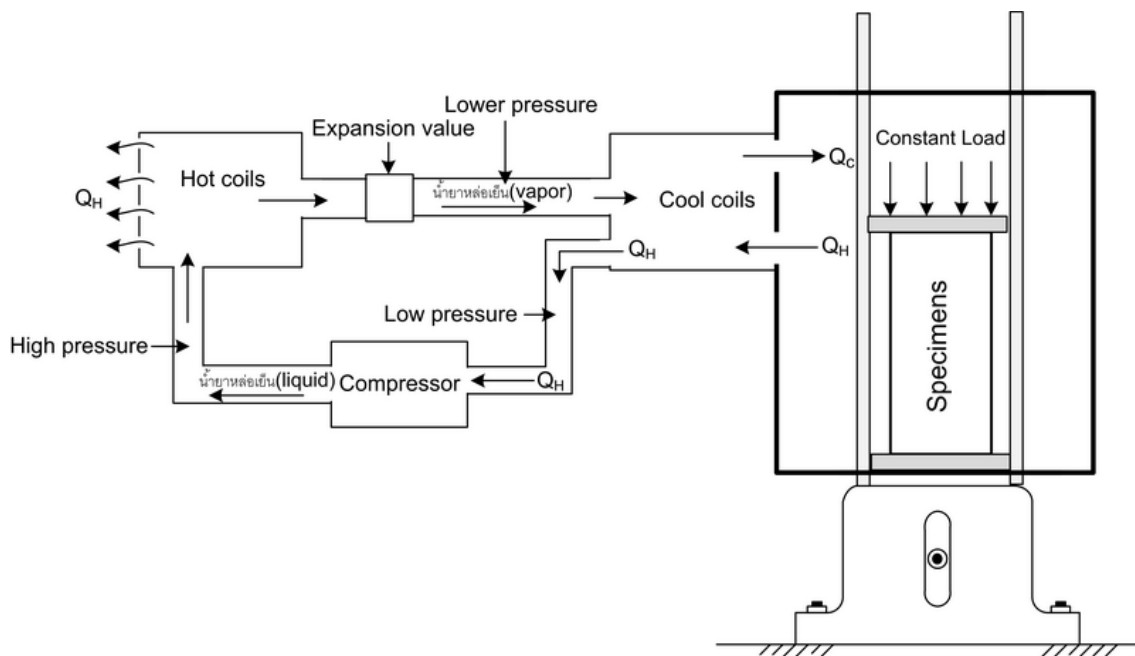 Lower pressure
Expansion value
Constant Load
Hot coils
น้ำยาหล่อเย็น(vapor)
Cool coils
Qc
QH
QH
QH
Specimens
Low pressure
High pressure
น้ำยาหล่อเย็น(liquid)
Compressor
QH